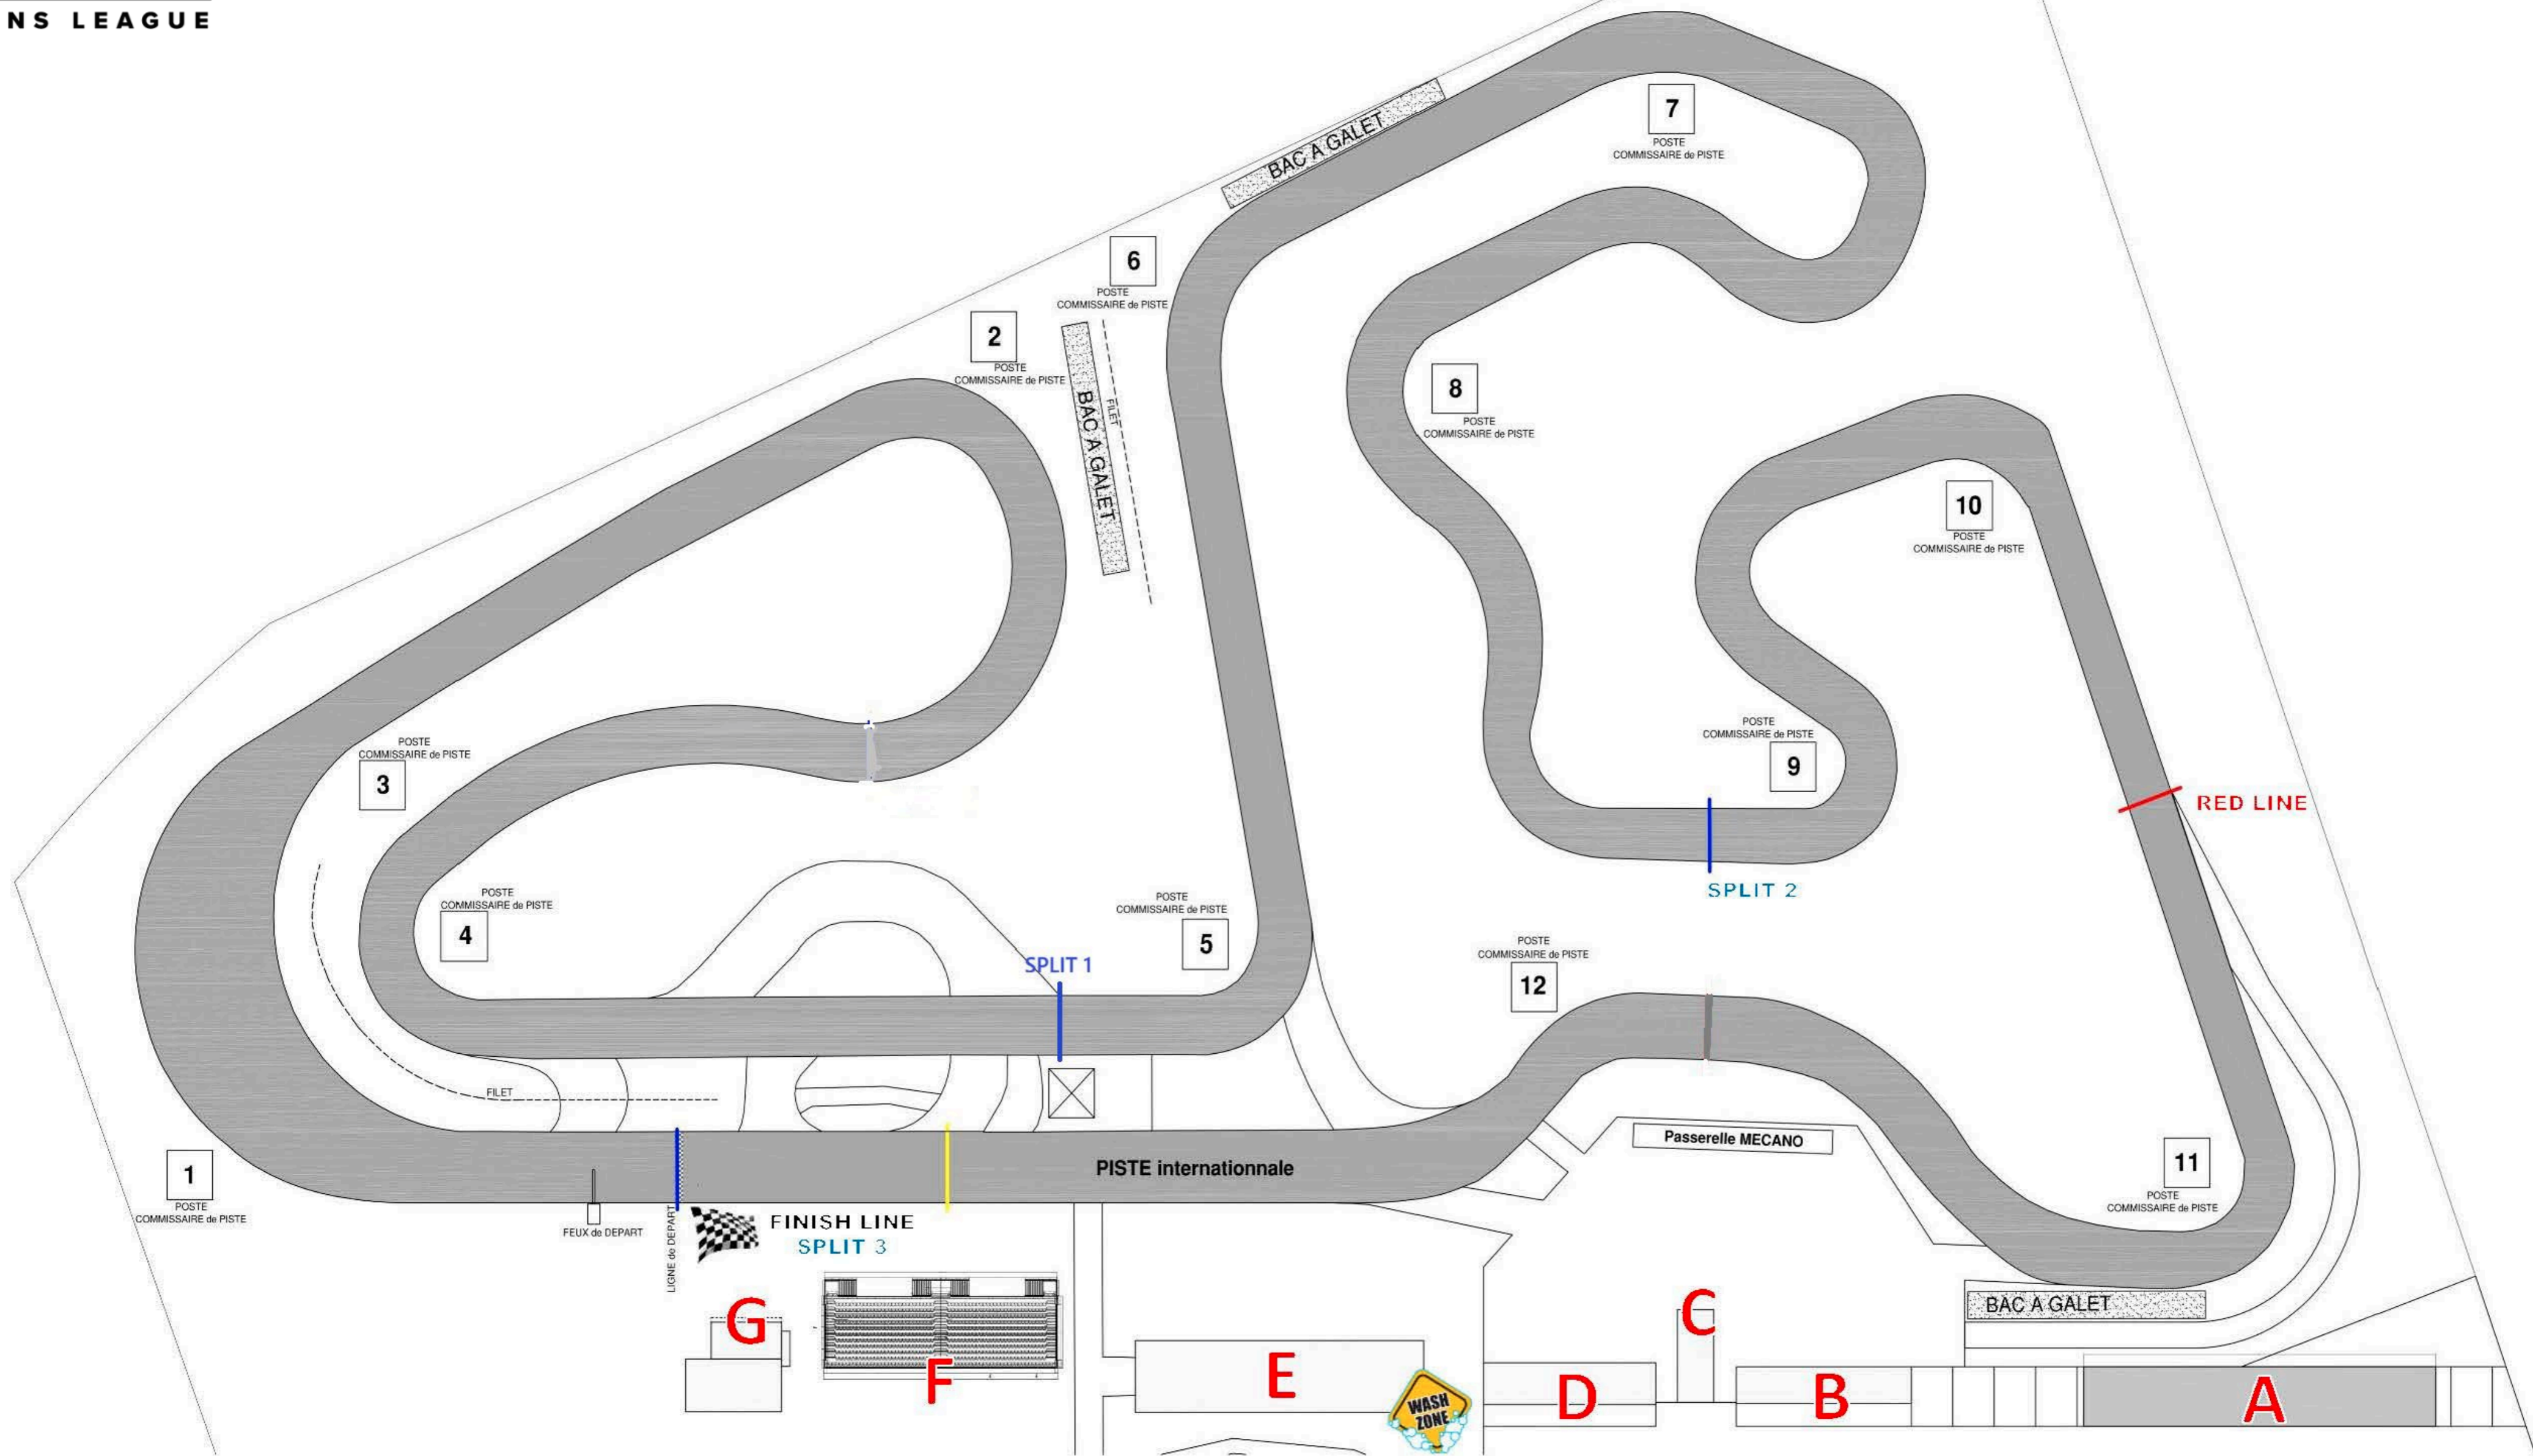 NS LEAGUE
BAC A GALET
7
POSTE
COMMISSAIRE de PISTE
6
POSTE
COMMISSAIRE de PISTE
2
POSTE
COMMISSAIRE de PISTE
BAC A GALET
FILET
8
POSTE
COMMISSAIRE de PISTE
10
POSTE
COMMISSAIRE de PISTE
POSTE
COMMISSAIRE de PISTE
3
POSTE
COMMISSAIRE de PISTE
9
RED LINE
SPLIT 2
POSTE
COMMISSAIRE de PISTE
4
POSTE
COMMISSAIRE de PISTE
5
SPLIT 1
POSTE
COMMISSAIRE de PISTE
12
FILET
Passerelle MECANO
PISTE internationnale
1
POSTE
COMMISSAIRE de PISTE
11
POSTE
COMMISSAIRE de PISTE
FEUX de DEPART
LIGNE de DEPART
FINISH LINE
SPLIT 3
BAC A GALET
G
F
E
WASH
ZONE
D
C
B
A